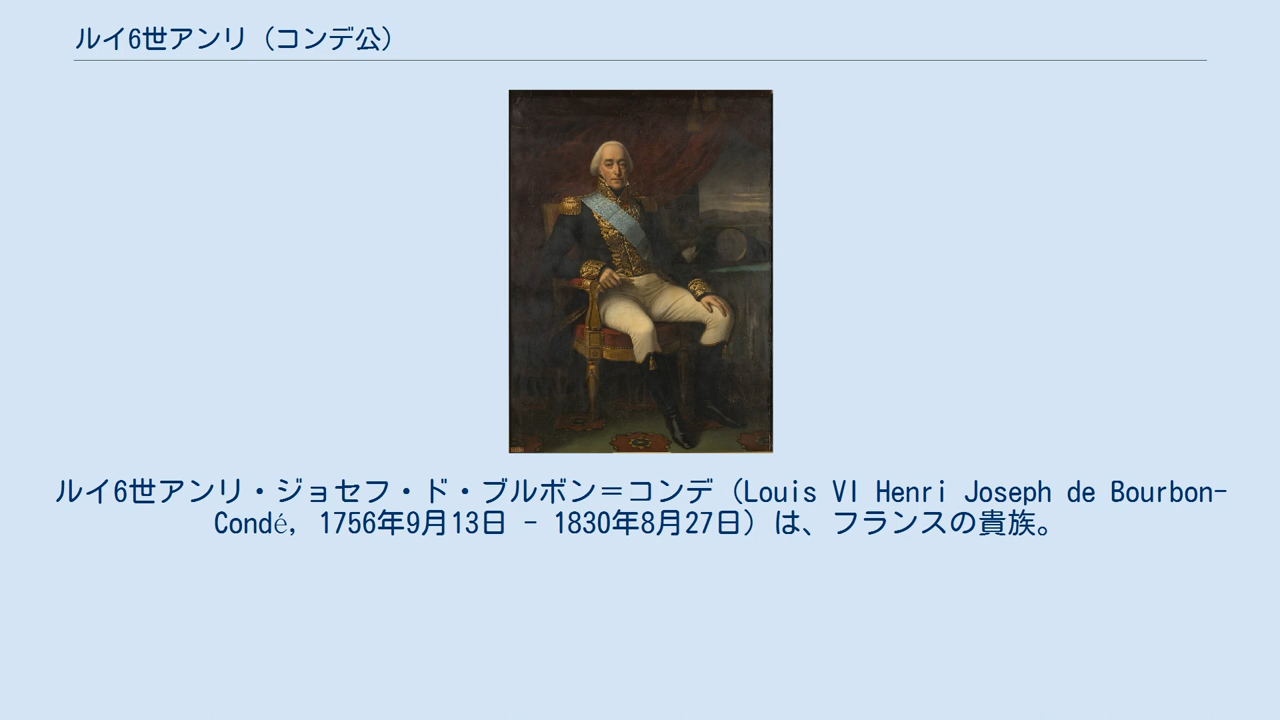 ルイ6世アンリ（コンデ公）
ルイ6世アンリ・ジョセフ・ド・ブルボン＝コンデ（Louis VI Henri Joseph de Bourbon-
Condé, 1756年9月13日 - 1830年8月27日）は、フランスの貴族。